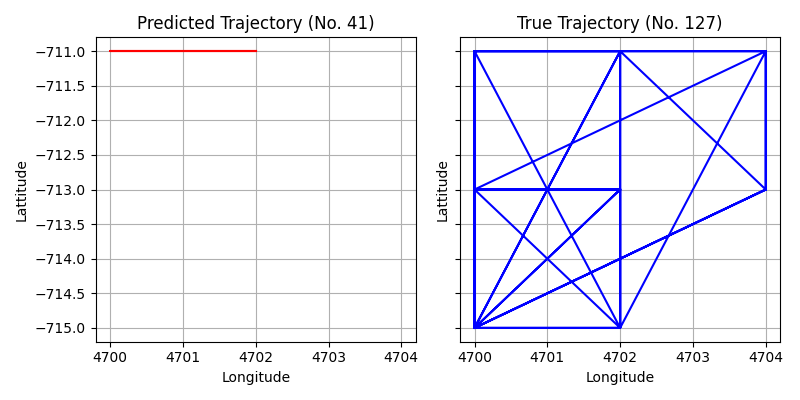 Predicted Trajectory (No. 41)
True Trajectory (No. 127)
Lattitude
−711.0
−711.5
−712.0
−712.5
−713.0
−713.5
−714.0
−714.5
−715.0
4700 4701 4702 4703 4704
Longitude
Lattitude
4700 4701 4702 4703 4704
Longitude